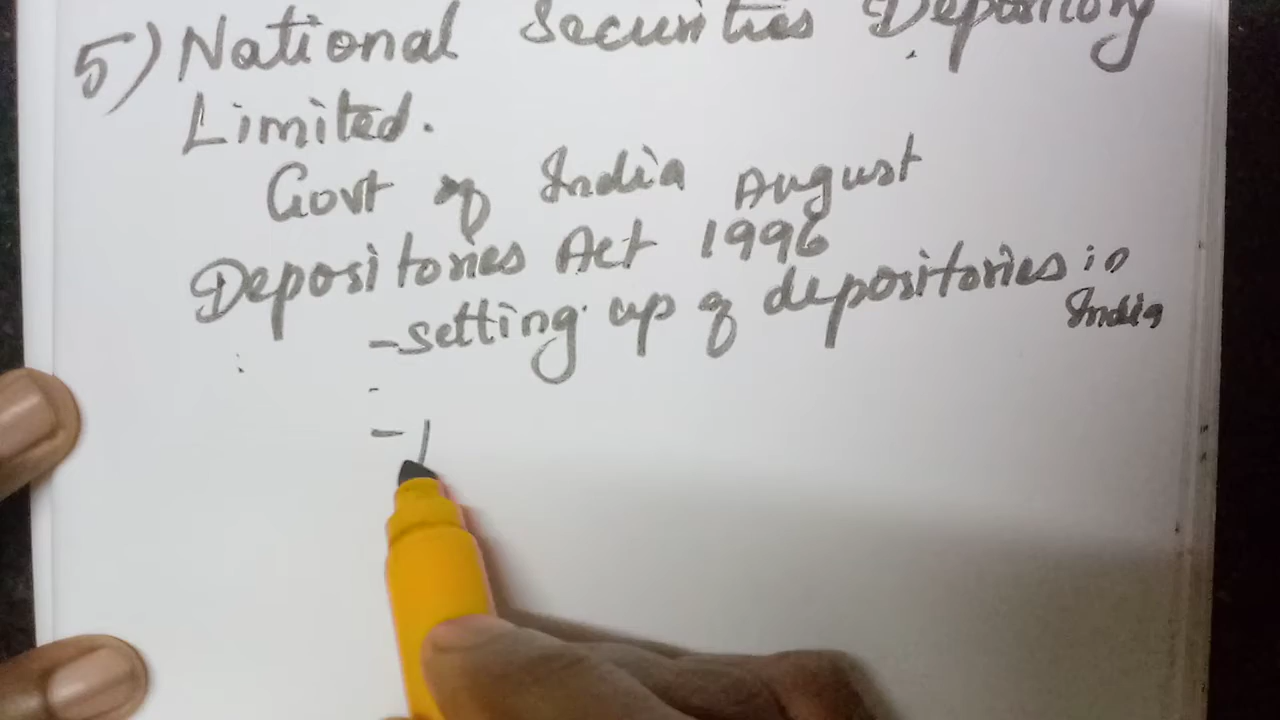 5) National Securities Depository
Limited.
Govt of India August
Depositories Act 1996
- setting up of depositories in
India
-